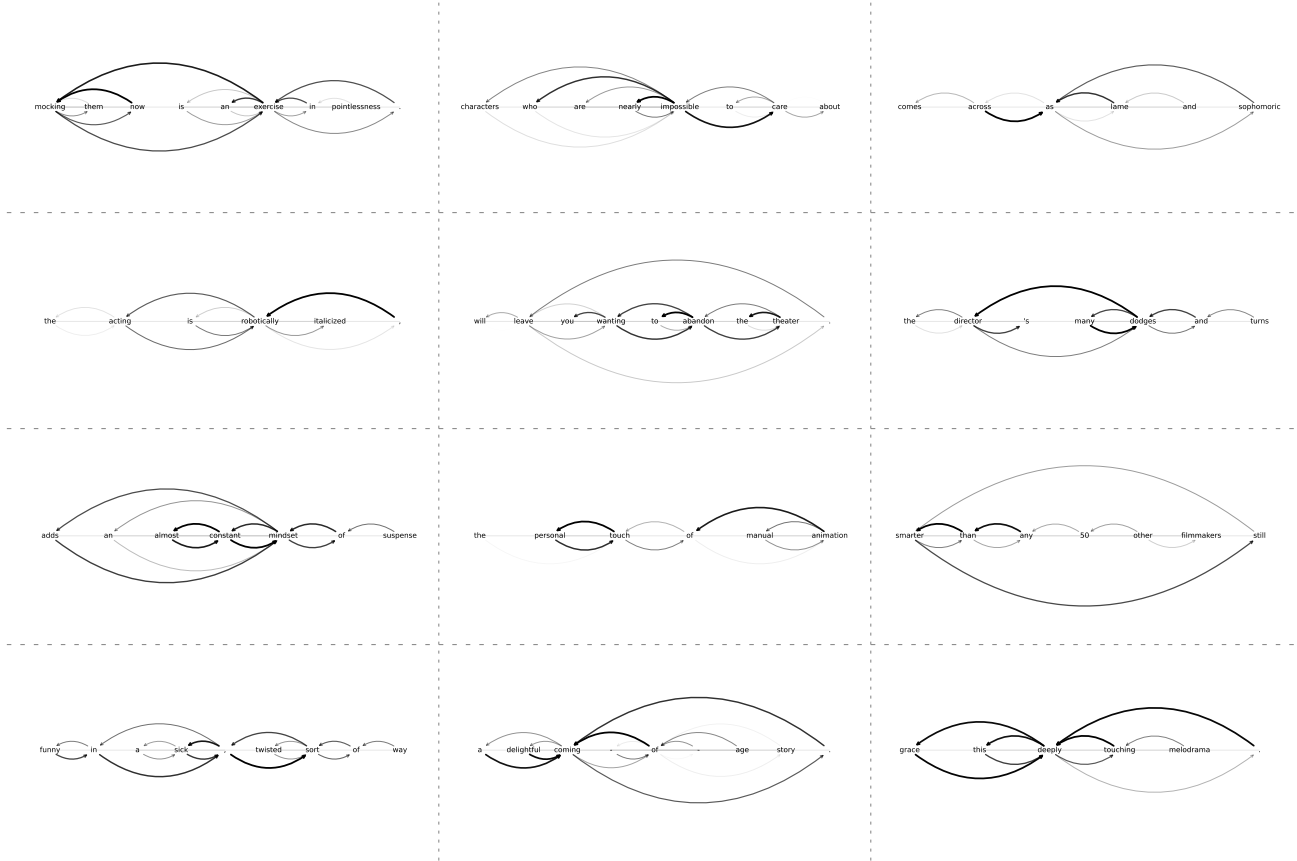 mocking them now is an exercise in pointlessness .
characters who are nearly impossible to care about
comes across as lame and sophomoric
the acting is robotically italicized .
will leave you wanting to abandon the theater .
the director 's many dodges and turns
adds an almost constant mindset of suspense
the personal touch of manual animation
smarter than any 50 other filmmakers still
funny in a sick , twisted sort of way
a delightful coming - of - age story .
grace this deeply touching melodrama .